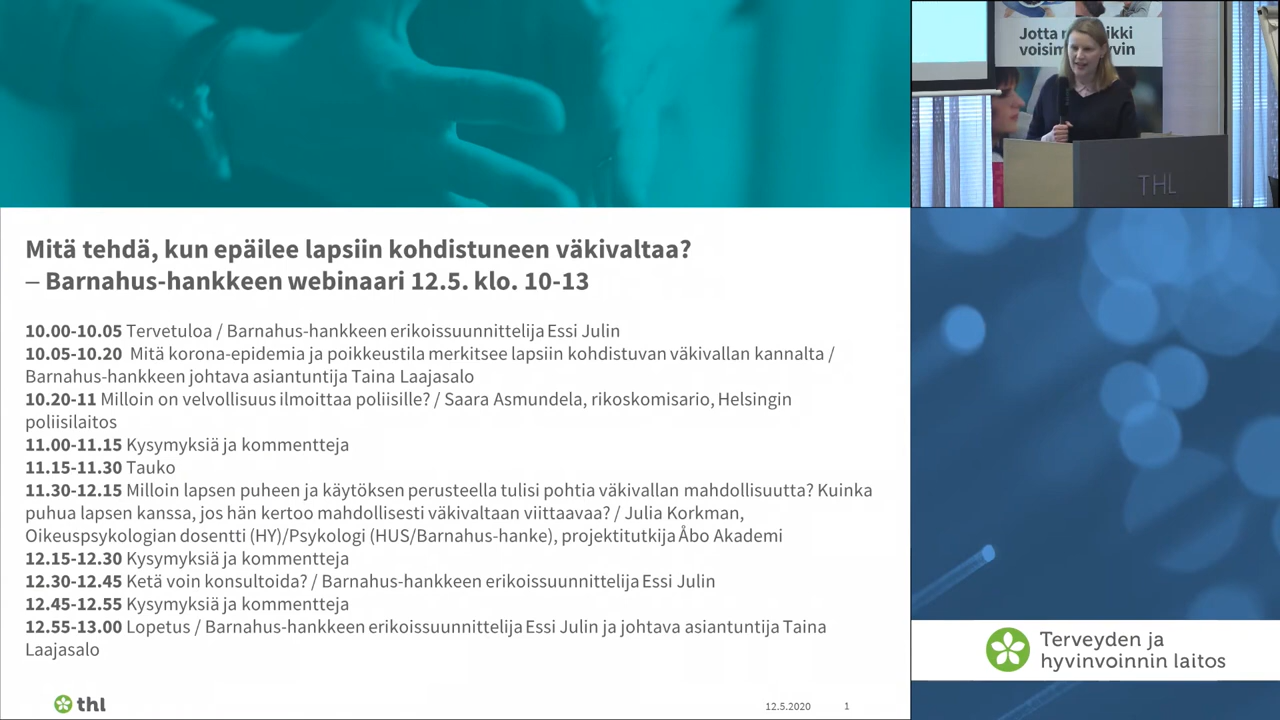 Mitä tehdä, kun epäilee lapsiin kohdistuneen väkivaltaa?
– Barnahus-hankkeen webinaari 12.5. klo. 10-13
10.00-10.05 Tervetuloa / Barnahus-hankkeen erikoissuunnittelija Essi Julin
10.05-10.20 Mitä korona-epidemia ja poikkeustila merkitsee lapsiin kohdistuvan väkivallan kannalta /
Barnahus-hankkeen johtava asiantuntija Taina Laajasalo
10.20-11 Milloin on velvollisuus ilmoittaa poliisille? / Saara Asmundela, rikoskomisario, Helsingin
poliisilaitos
11.00-11.15 Kysymyksiä ja kommentteja
11.15-11.30 Tauko
11.30-12.15 Milloin lapsen puheen ja käytöksen perusteella tulisi pohtia väkivallan mahdollisuutta? Kuinka
puhua lapsen kanssa, jos hän kertoo mahdollisesti väkivaltaan viittaavaa? / Julia Korkman,
Oikeuspsykologian dosentti (HY)/Psykologi (HUS/Barnahus-hanke), projektitutkija Åbo Akademi
12.15-12.30 Kysymyksiä ja kommentteja
12.30-12.45 Ketä voin konsultoida? / Barnahus-hankkeen erikoissuunnittelija Essi Julin
12.45-12.55 Kysymyksiä ja kommentteja
12.55-13.00 Lopetus / Barnahus-hankkeen erikoissuunnittelija Essi Julin ja johtava asiantuntija Taina
Laajasalo
thl
12.5.2020 1
Jotta
THL
Terveyden ja
hyvinvoinnin laitos